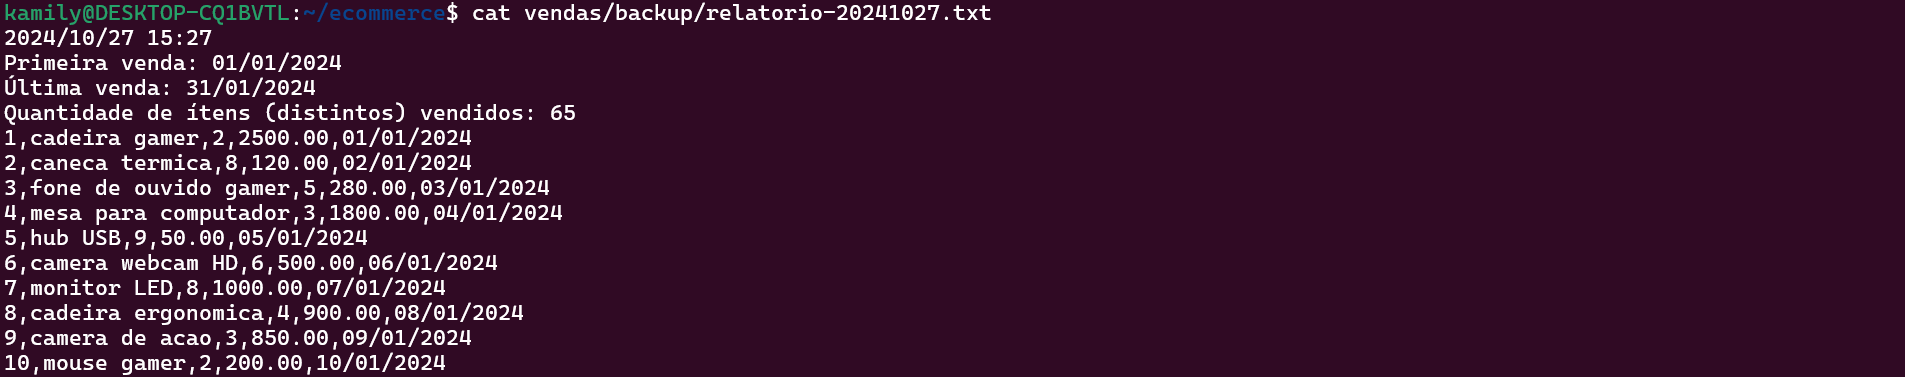 kamily@DESKTOP-CQ1BVTL:~/ecommerce$ cat vendas/backup/relatorio-20241027.txt
2024/10/27 15:27
Primeira venda: 01/01/2024
Última venda: 31/01/2024
Quantidade de ítens (distintos) vendidos: 65
1,cadeira gamer,2,2500.00,01/01/2024
2,caneca termica,8,120.00,02/01/2024
3,fone de ouvido gamer,5,280.00,03/01/2024
4,mesa para computador,3,1800.00,04/01/2024
5,hub USB,9,50.00,05/01/2024
6,camera webcam HD,6,500.00,06/01/2024
7,monitor LED,8,1000.00,07/01/2024
8,cadeira ergonomica,4,900.00,08/01/2024
9,camera de acao,3,850.00,09/01/2024
10,mouse gamer,2,200.00,10/01/2024